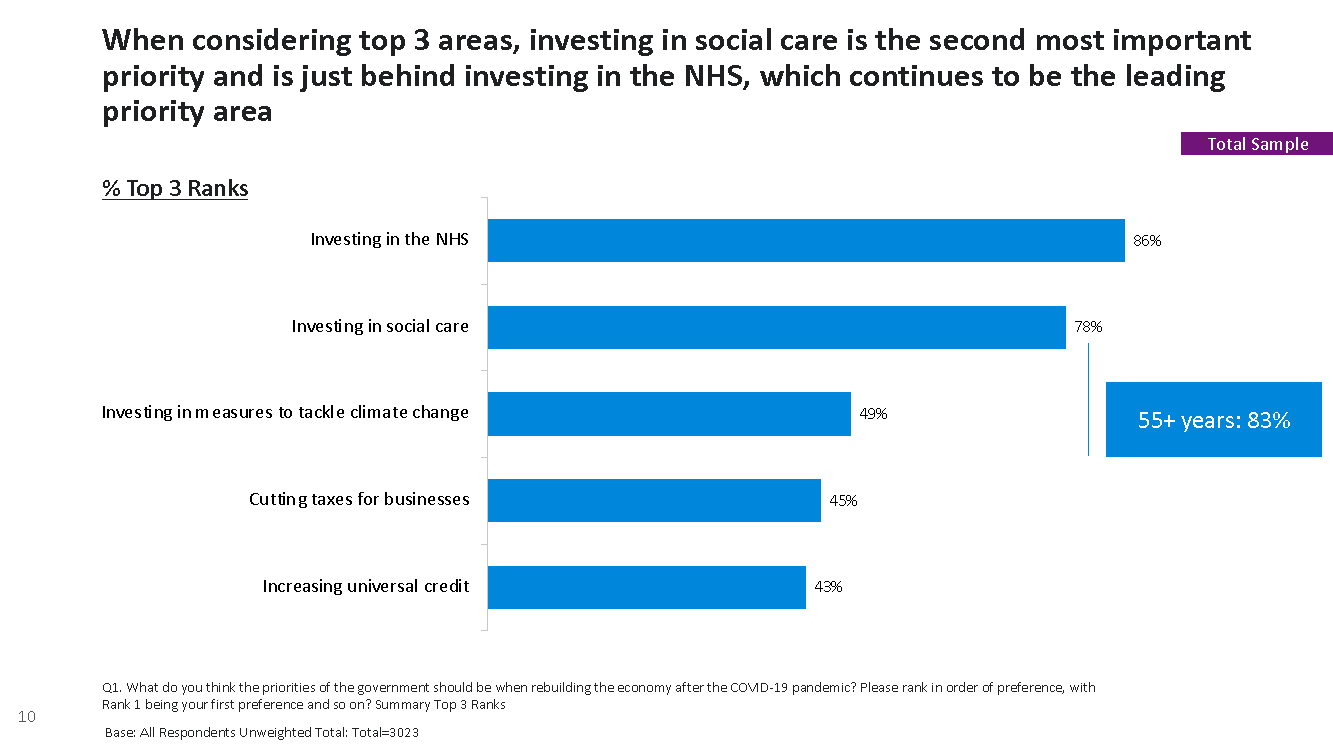 When considering top 3 areas, investing in social care is the second most important
priority and is just behind investing in the NHS, which continues to be the leading
priority area
Total Sample
% Top 3 Ranks
Investing in the NHS
86%
Investing in social care
78%
Investing in measures to tackle climate change
49%
55+ years: 83%
Cutting taxes for businesses
45%
Increasing universal credit
43%
Q1. What do you think the priorities of the government should be when rebuilding the economy after the COVID-19 pandemic? Please rank in order of preference, with
Rank 1 being your first preference and so on? Summary Top 3 Ranks
10
Base: All Respondents Unweighted Total: Total=3023